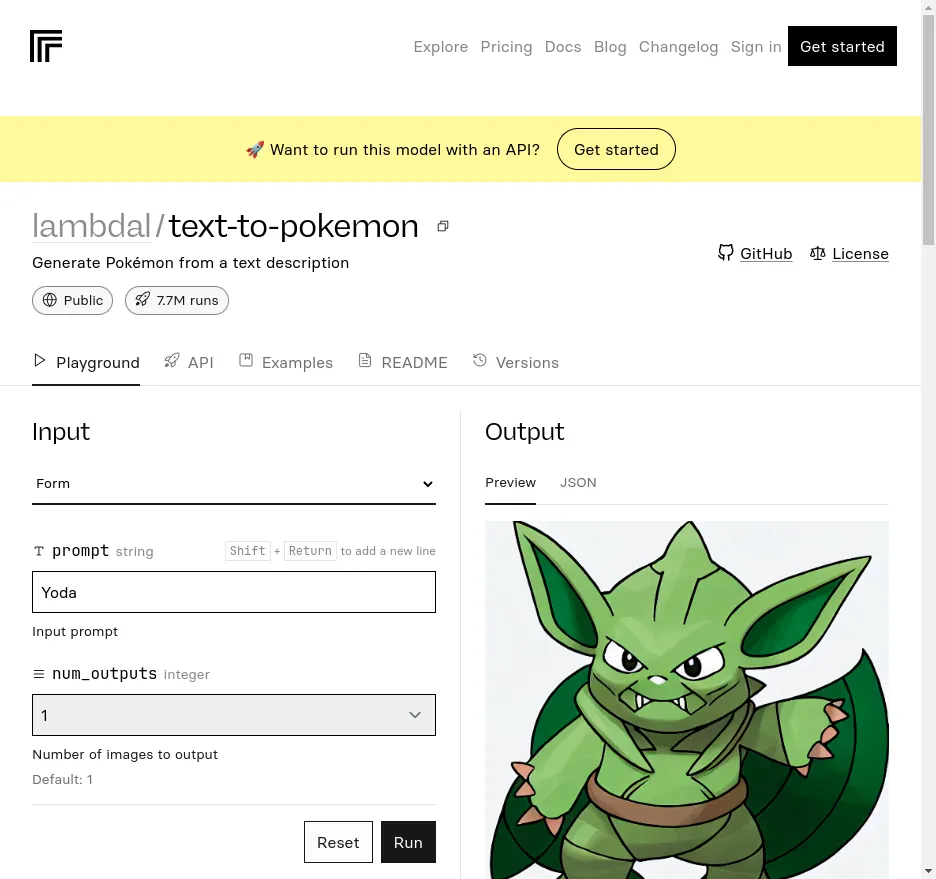 Explore Pricing Docs Blog Changelog Sign in Get started
🚀 Want to run this model with an API? Get started
lambdal/text-to-pokemon
Generate Pokémon from a text description
GitHub License
Public 7.7M runs
Playground API Examples README Versions
Input
Form
prompt string Shift + Return to add a new line
Yoda
Input prompt
num_outputs integer
1
Number of images to output
Default: 1
Reset Run
Output
Preview JSON